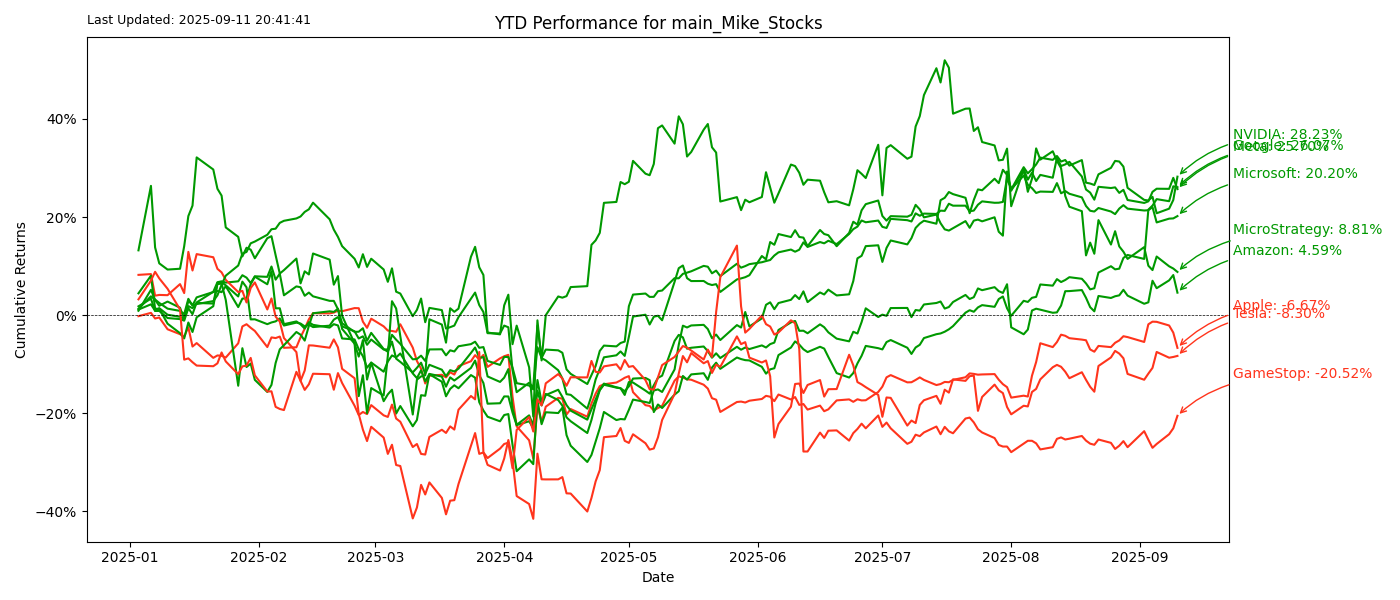 Last Updated: 2025-09-11 20:41:41
YTD Performance for main_Mike_Stocks
Cumulative Returns
40%
20%
0%
−20%
−40%
2025-01
2025-02
2025-03
2025-04
2025-05
2025-06
2025-07
2025-08
2025-09
Date
NVIDIA: 28.23%
Microsoft: 20.20%
MicroStrategy: 8.81%
Amazon: 4.59%
Apple: -6.67%
Tesla: -8.30%
GameStop: -20.52%